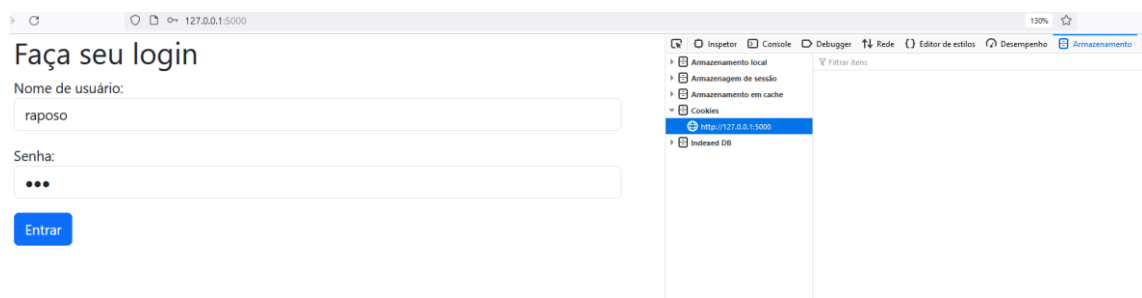 127.0.0.1:5000
130%
Faça seu login
Nome de usuário:
raposo
Senha:
Entrar
Inspetor Console Debugger Rede Editor de estilos Desempenho Armazenamento
Armazenamento local
Armazenagem de sessão
Armazenamento em cache
Cookies
http://127.0.0.1:5000
Indexed DB
Filtrar itens